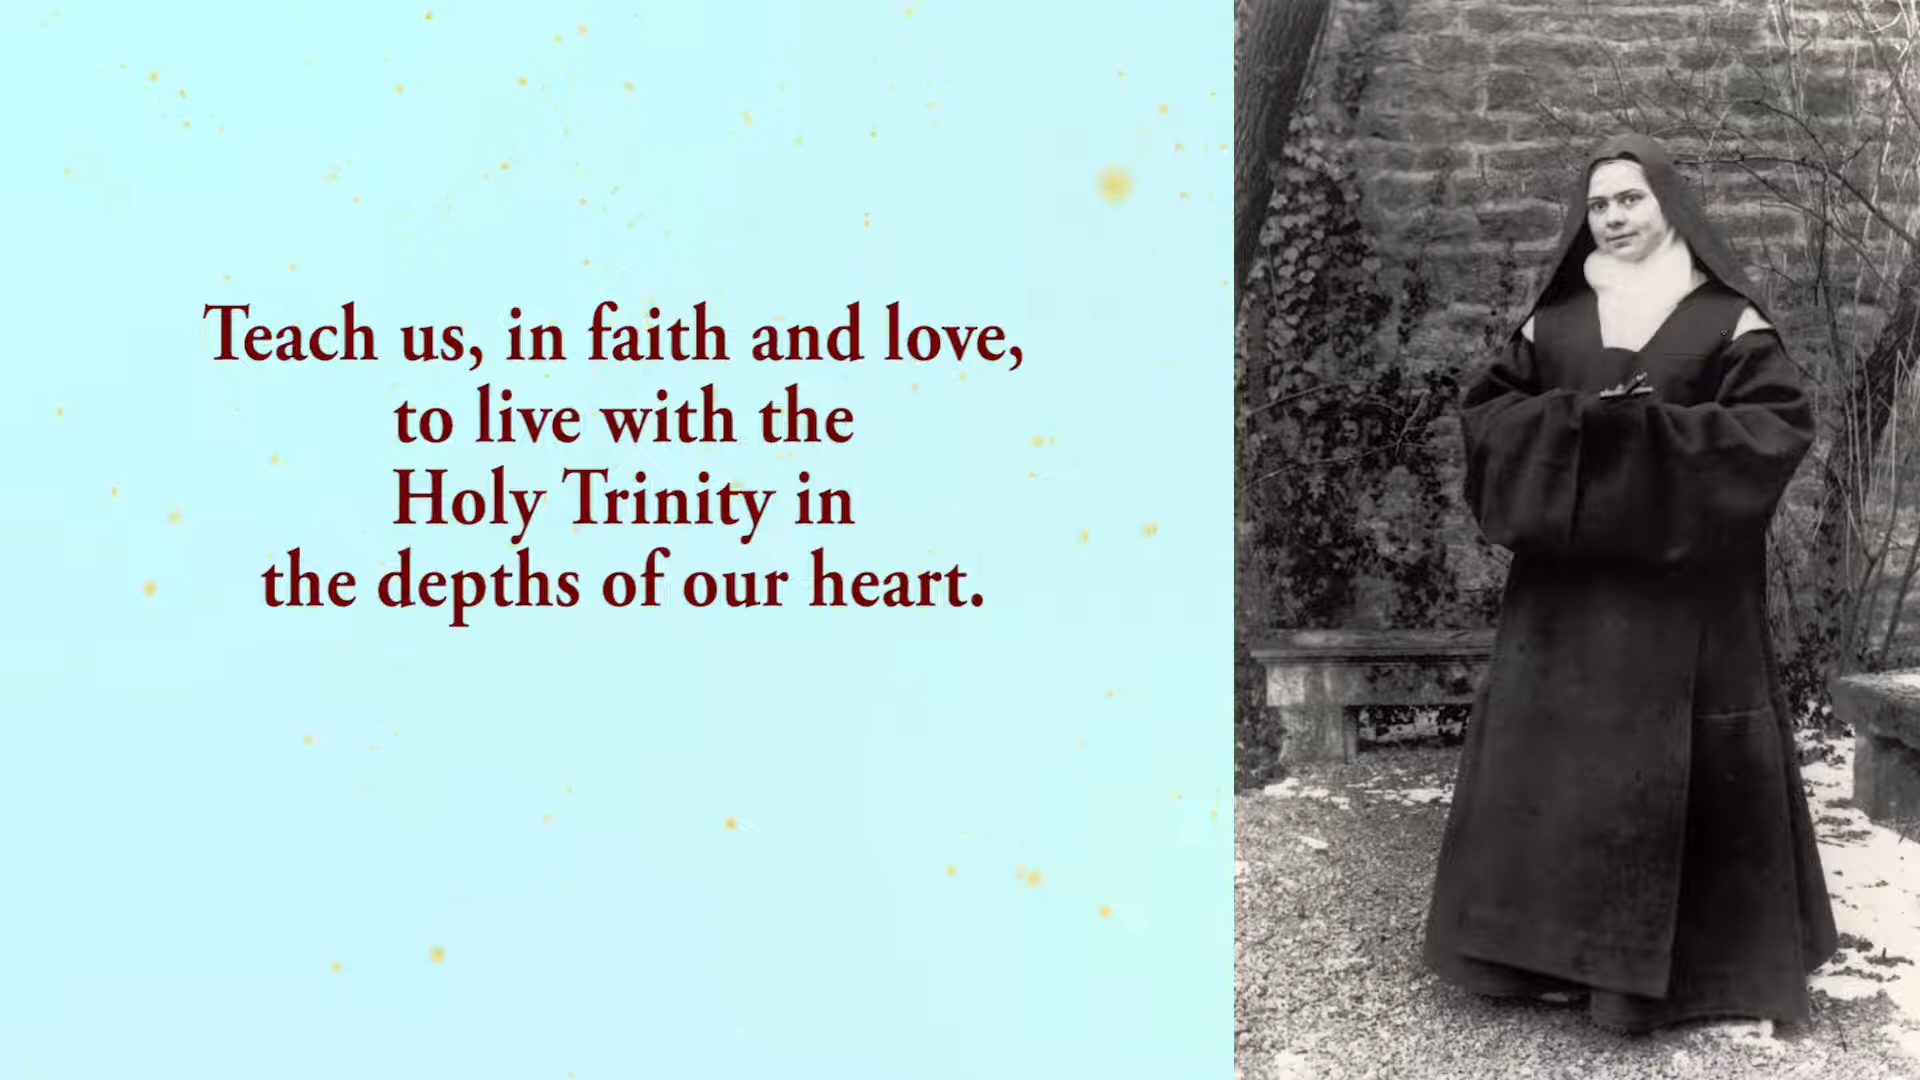 Teach us, in faith and love,
to live with the
Holy Trinity in
the depths of our heart.